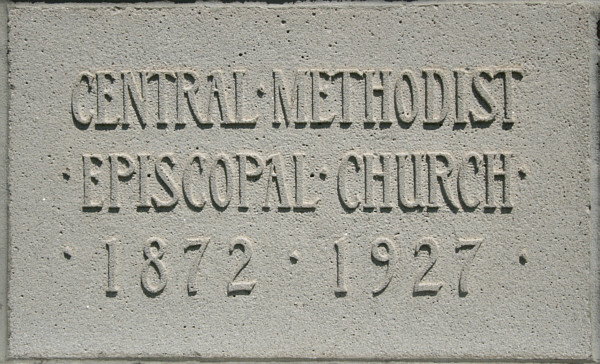 CENTRAL·METHODIST
·EPISCOPAL·CHURCH·
·1872·1927·